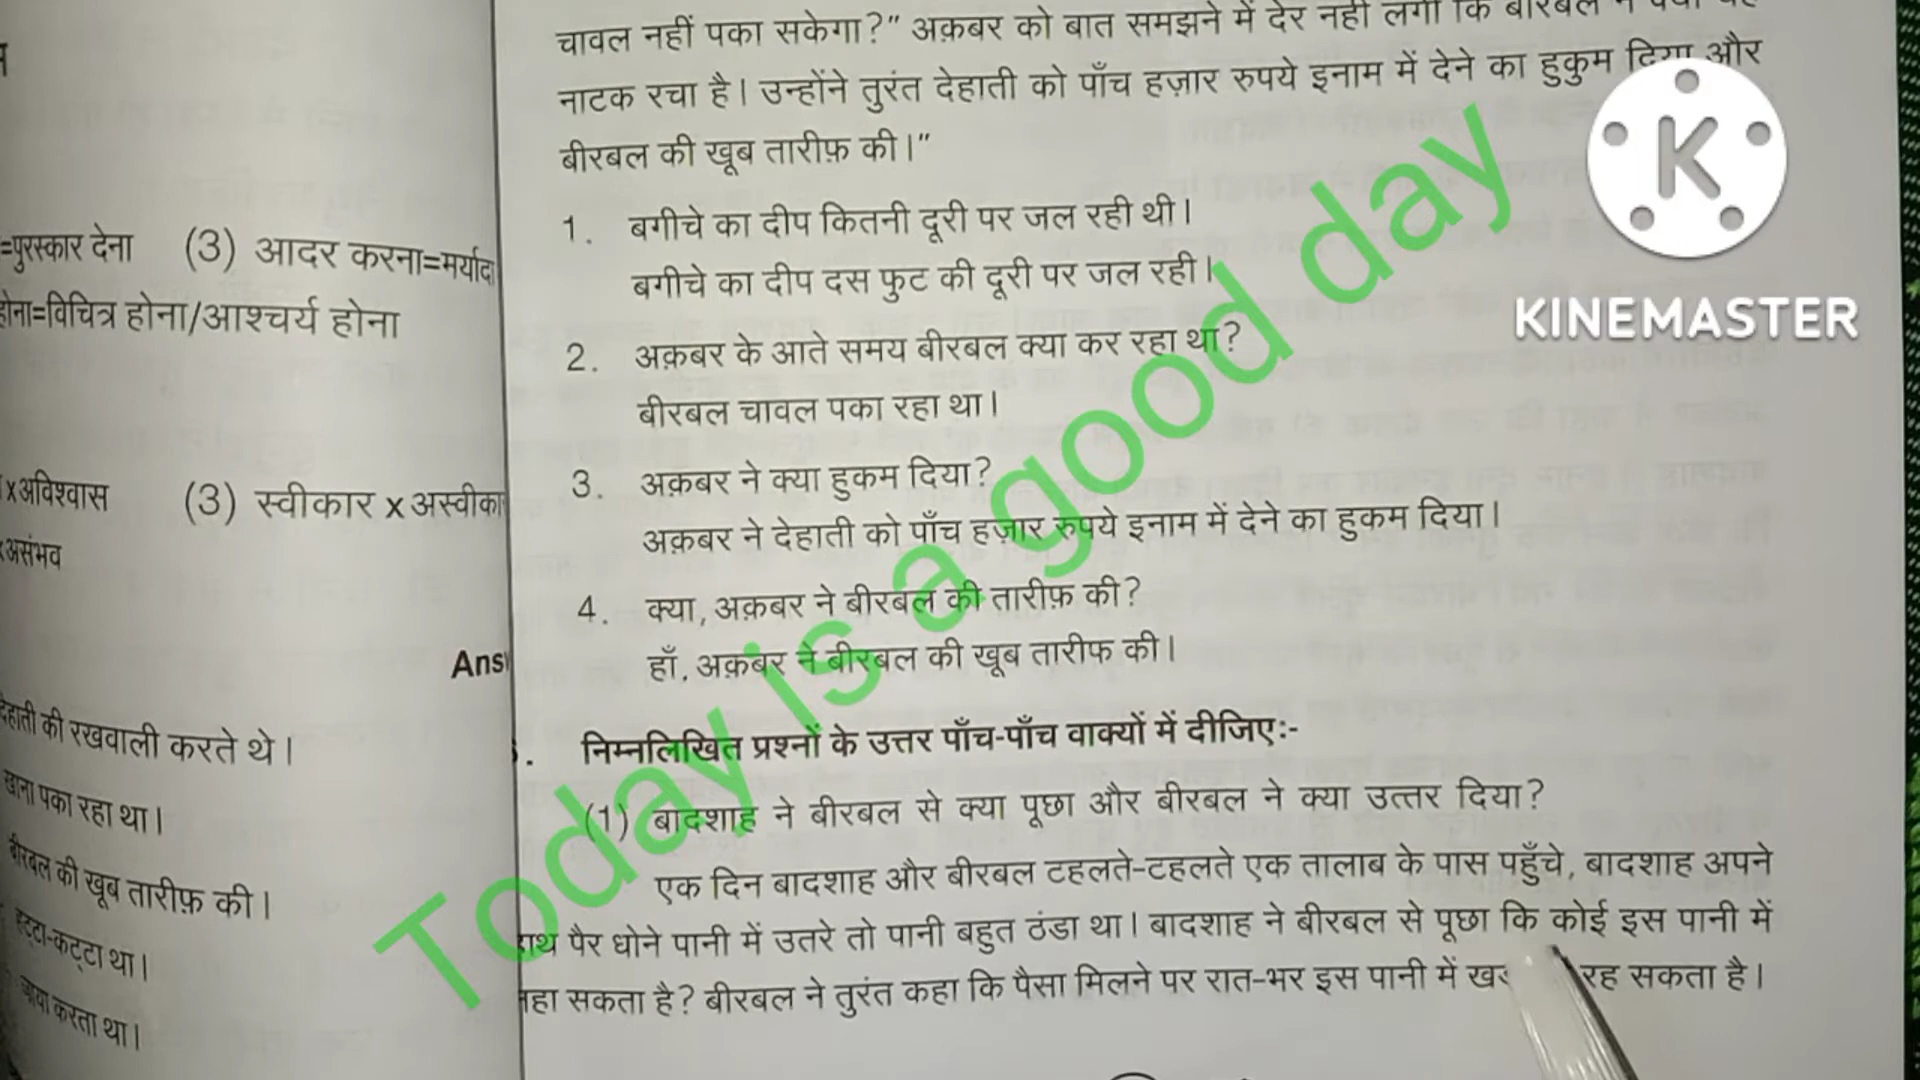 चावल नहीं पका सकेगा?" अक़बर को बात समझने में देर नहीं लगी कि बीरबल ने
नाटक रचा है। उन्होंने तुरंत देहाती को पाँच हज़ार रुपये इनाम में देने का हुकुम दिया और
बीरबल की खूब तारीफ़ की।"
1. बगीचे का दीप कितनी दूरी पर जल रही थी।
बगीचे का दीप दस फुट की दूरी पर जल रही।
2. अक़बर के आते समय बीरबल क्या कर रहा था?
बीरबल चावल पका रहा था।
3. अक़बर ने क्या हुकम दिया?
अक़बर ने देहाती को पाँच हज़ार रुपये इनाम में देने का हुकम दिया।
4. क्या, अक़बर ने बीरबल की तारीफ़ की?
हाँ, अक़बर ने बीरबल की खूब तारीफ की।
निम्नलिखित प्रश्नों के उत्तर पाँच-पाँच वाक्यों में दीजिए:-
(1) बादशाह ने बीरबल से क्या पूछा और बीरबल ने क्या उत्तर दिया?
एक दिन बादशाह और बीरबल टहलते-टहलते एक तालाब के पास पहुँचे, बादशाह अपने
पैर धोने पानी में उतरे तो पानी बहुत ठंडा था। बादशाह ने बीरबल से पूछा कि कोई इस पानी में
सकता है? बीरबल ने तुरंत कहा कि पैसा मिलने पर रात-भर इस पानी में रह सकता है।
=पुरस्कार देना (3) आदर करना=मर्यादा
होना=विचित्र होना/आश्चर्य होना
x अविश्वास (3) स्वीकार x अस्वीका
असंभव
Ans
देहाती की रखवाली करते थे।
खाना पका रहा था।
बीरबल की खूब तारीफ़ की।
हट्टा-कट्टा था।
करता था।
Today is a good day
K
KINEMASTER